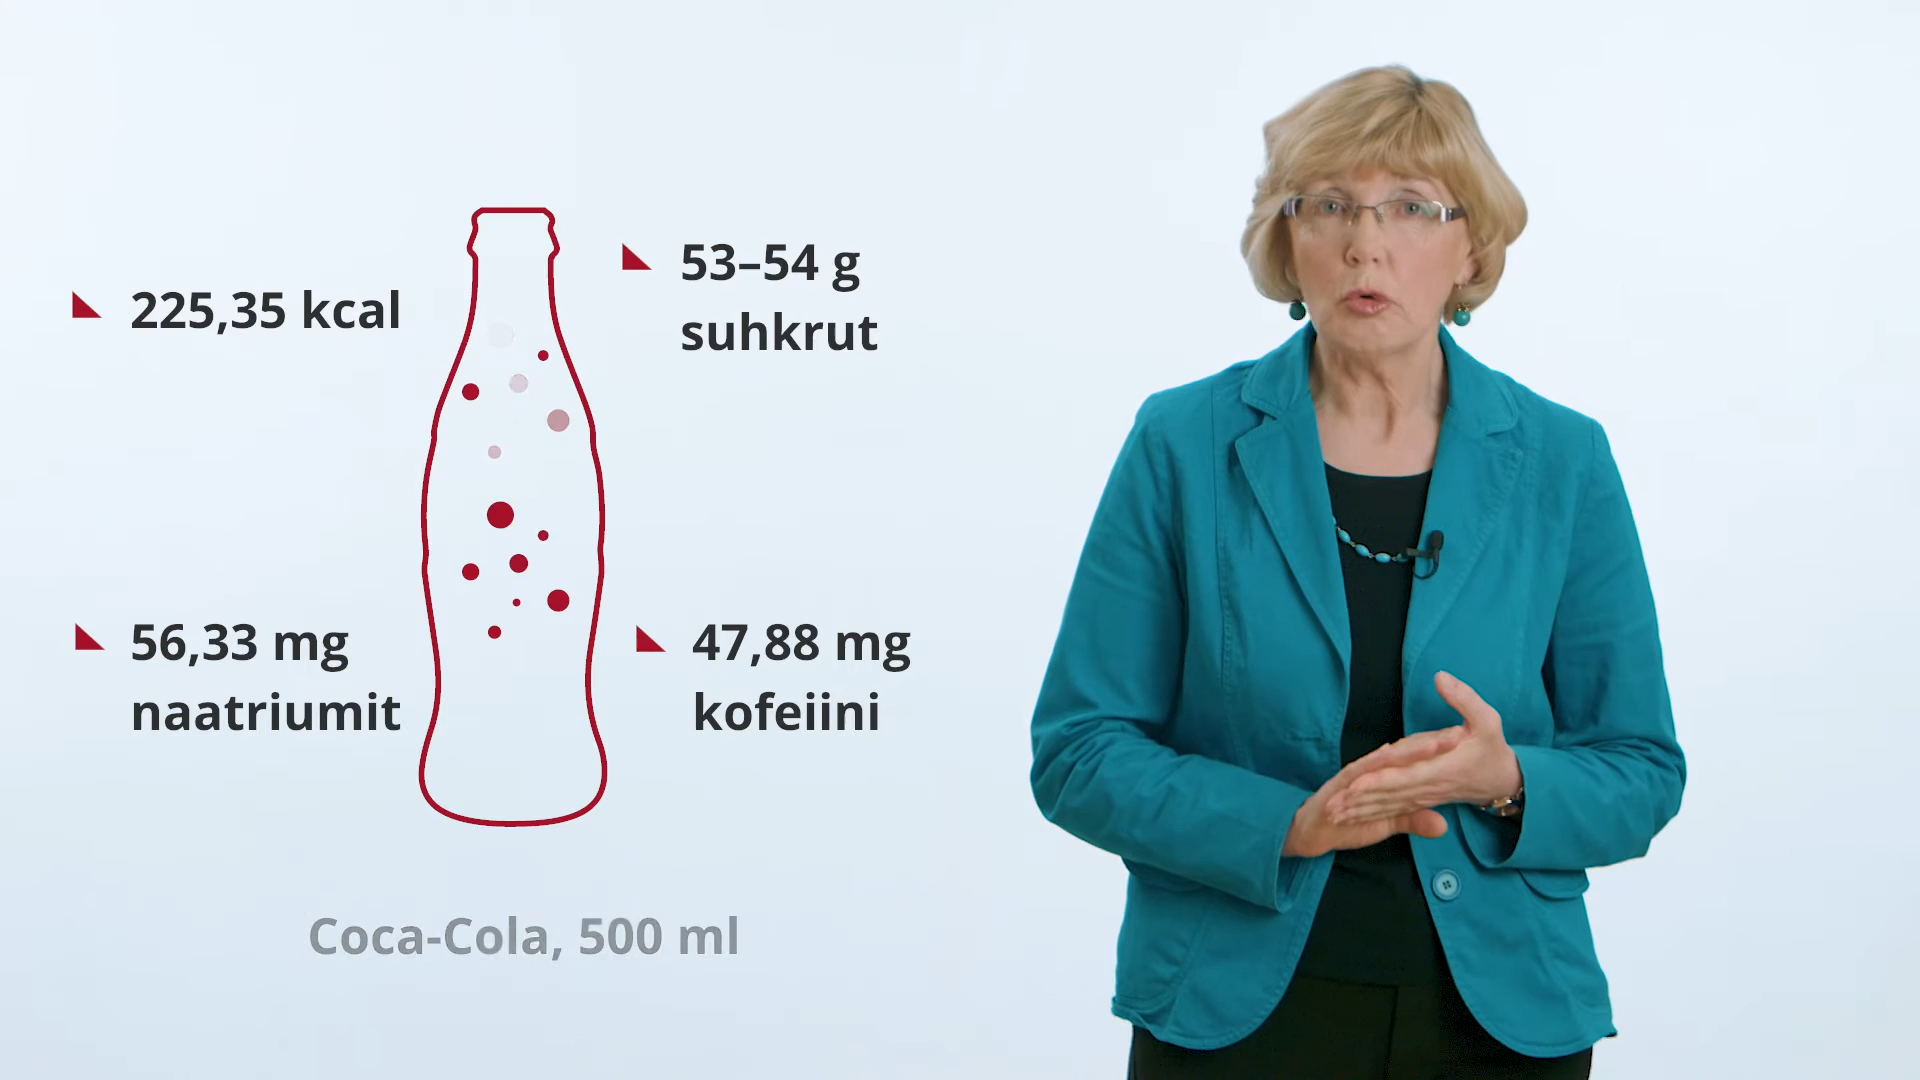 225,35 kcal
53–54 g
suhkrut
56,33 mg
naatriumit
47,88 mg
kofeiini
Coca-Cola, 500 ml